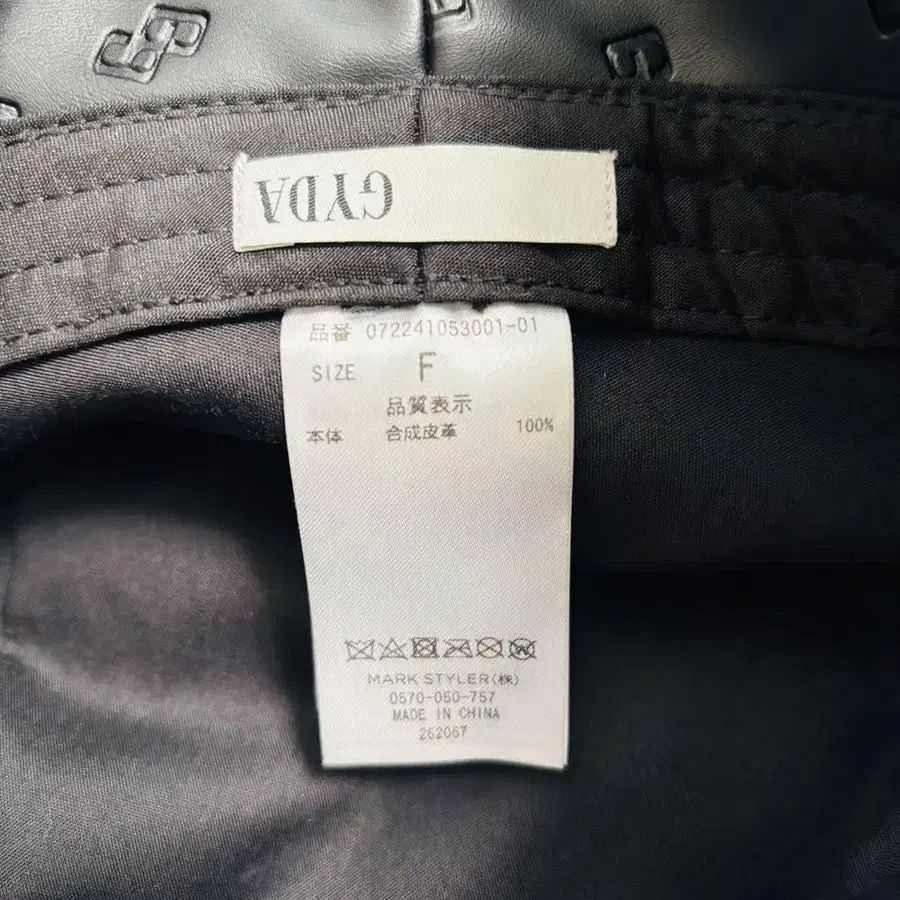 GYDA
品番 072241053001-01
SIZE F
品質表示
本体 合成皮革 100%
MARK STYLER(株)
0570-050-757
MADE IN CHINA
262067